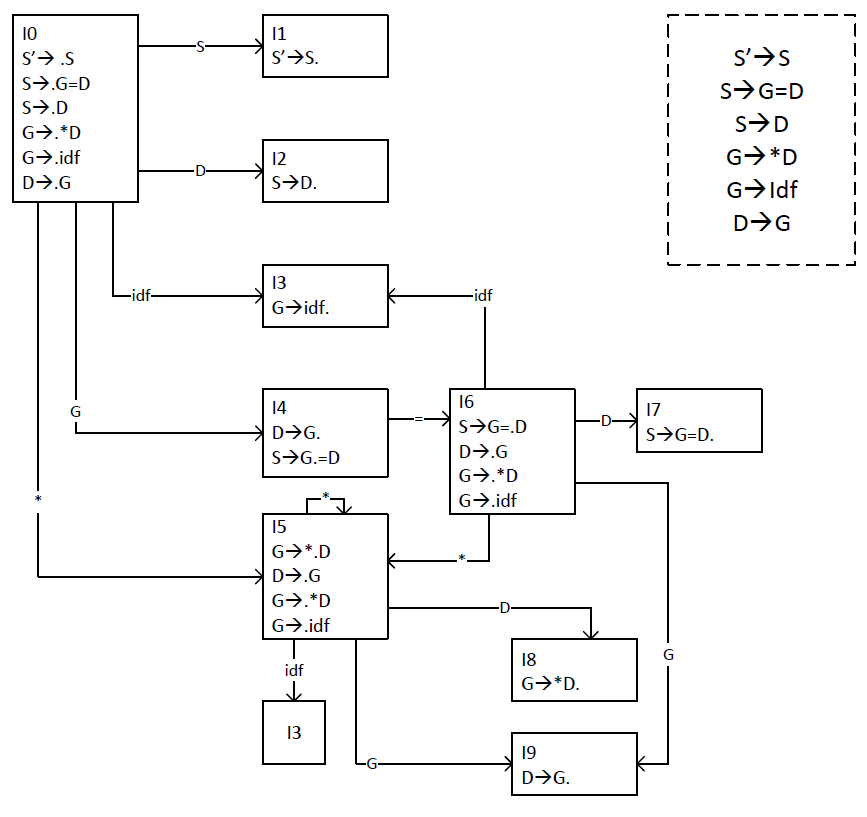 I0
S’→ .S
S→.G=D
S→.D
G→.*D
G→.idf
D→.G
S
I1
S’→S.
D
I2
S→D.
S’→S
S→G=D
S→D
G→*D
G→Idf
D→G
idf
I3
G→idf.
idf
G
I4
D→G.
S→G.=D
=
I6
S→G=.D
D→.G
G→.*D
G→.idf
D
I7
S→G=D.
*
*
I5
G→*.D
D→.G
G→.*D
G→.idf
*
D
I8
G→*D.
G
idf
I3
G
I9
D→G.